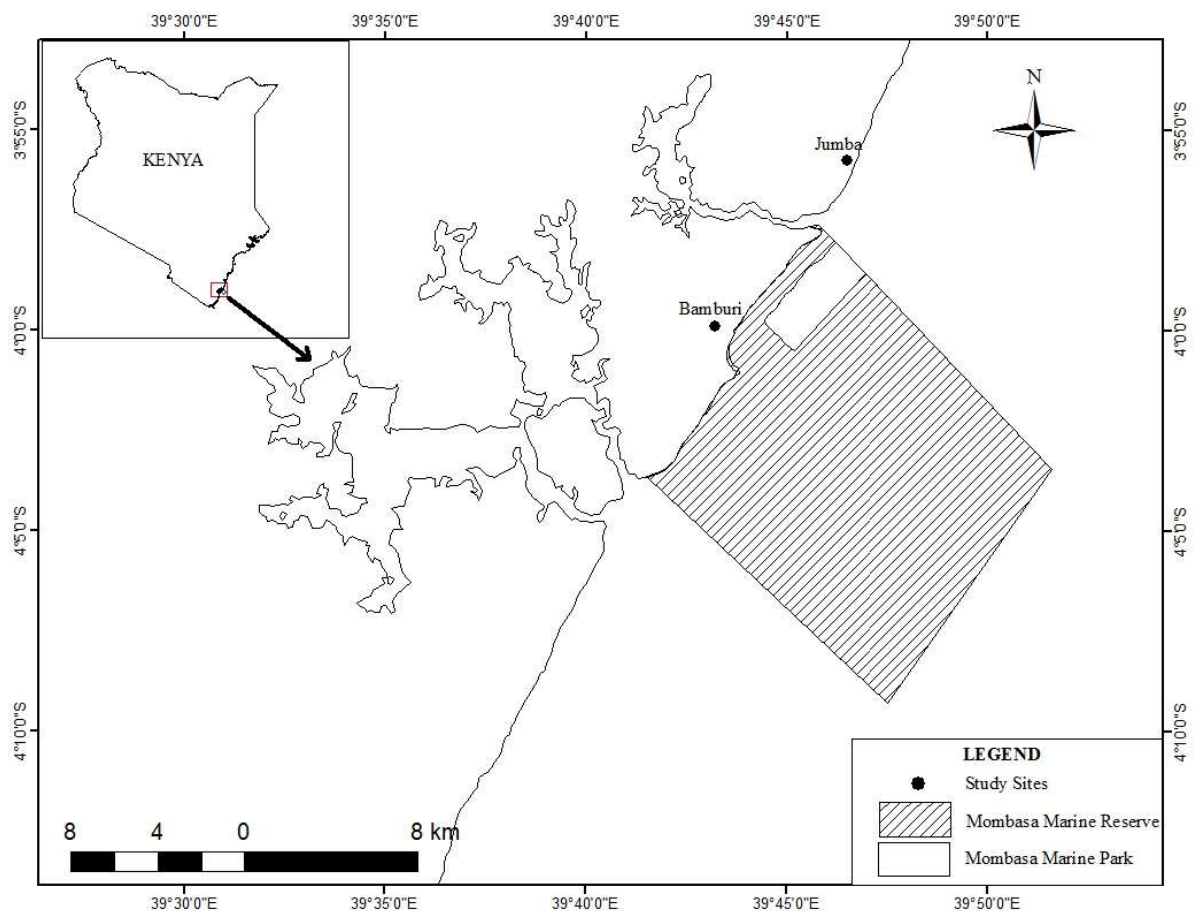 39°30'0"E 39°35'0"E 39°40'0"E 39°45'0"E 39°50'0"E
N
3°55'0"S 3°55'0"S
Jumba
KENYA
Bamburi
4°0'0"S 4°0'0"S
4°5'0"S 4°5'0"S
4°10'0"S 4°10'0"S
LEGEND
Study Sites
Mombasa Marine Reserve
Mombasa Marine Park
8 4 0 8 km
39°30'0"E 39°35'0"E 39°40'0"E 39°45'0"E 39°50'0"E